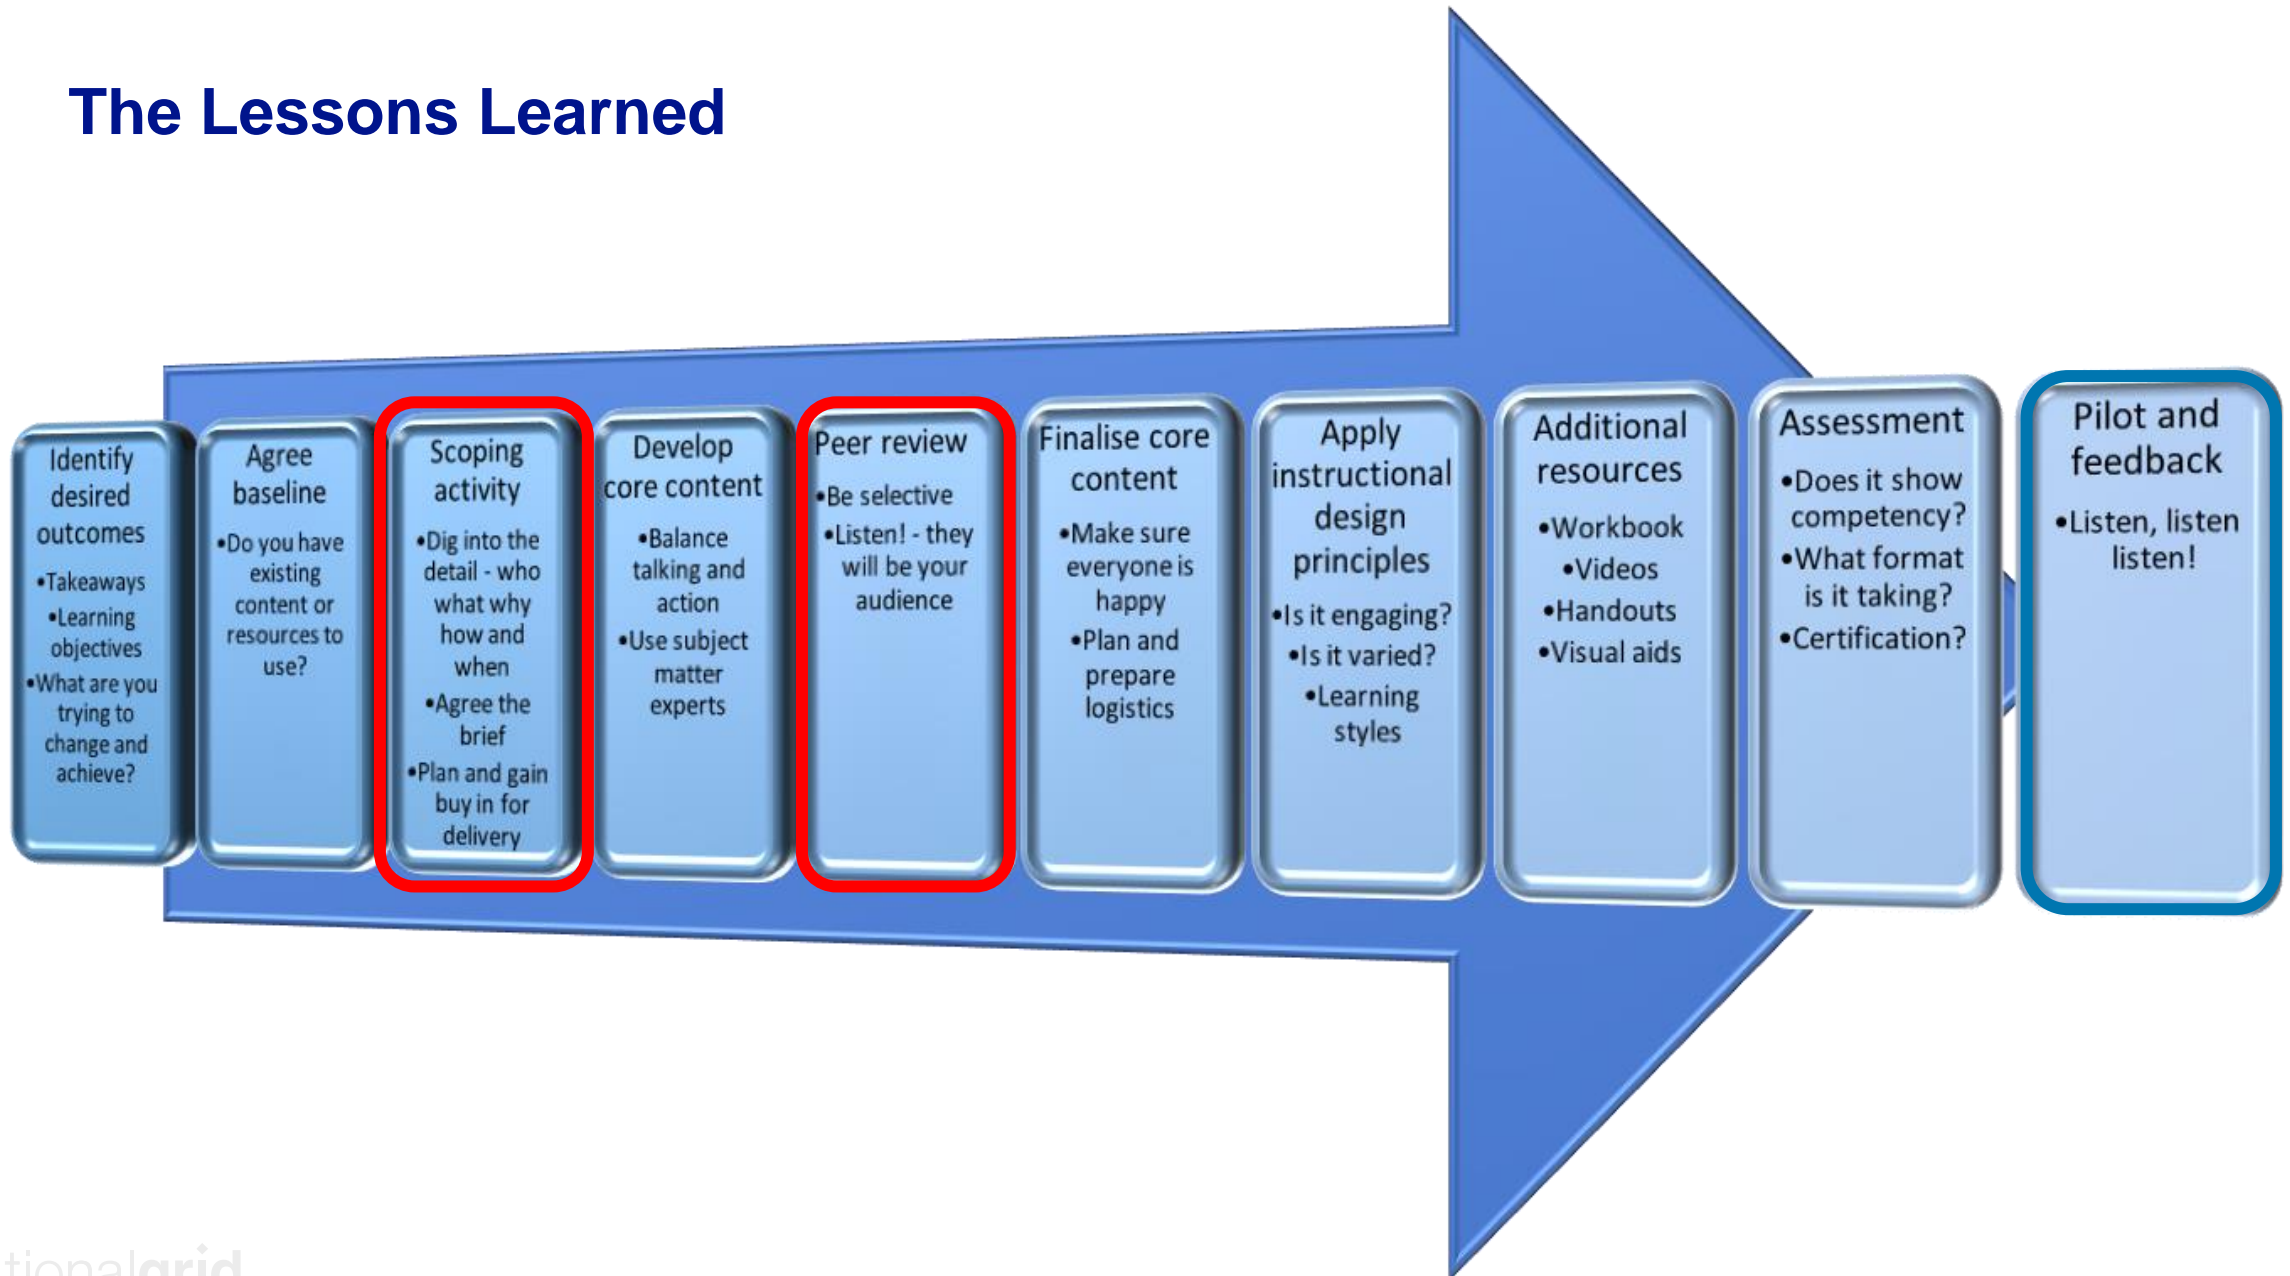 The Lessons Learned
Identify
desired
outcomes
•Takeaways
•Learning
objectives
•What are you
trying to
change and
achieve?
Agree
baseline
•Do you have
existing
content or
resources to
use?
Scoping
activity
•Dig into the
detail - who
what why
how and
when
•Agree the
brief
•Plan and gain
buy in for
delivery
Develop
core content
•Balance
talking and
action
•Use subject
matter
experts
Peer review
•Be selective
•Listen! - they
will be your
audience
Finalise core
content
•Make sure
everyone is
happy
•Plan and
prepare
logistics
Apply
instructional
design
principles
•Is it engaging?
•Is it varied?
•Learning
styles
Additional
resources
•Workbook
•Videos
•Handouts
•Visual aids
Assessment
•Does it show
competency?
•What format
is it taking?
•Certification?
Pilot and
feedback
•Listen, listen
listen!
tionalgrid